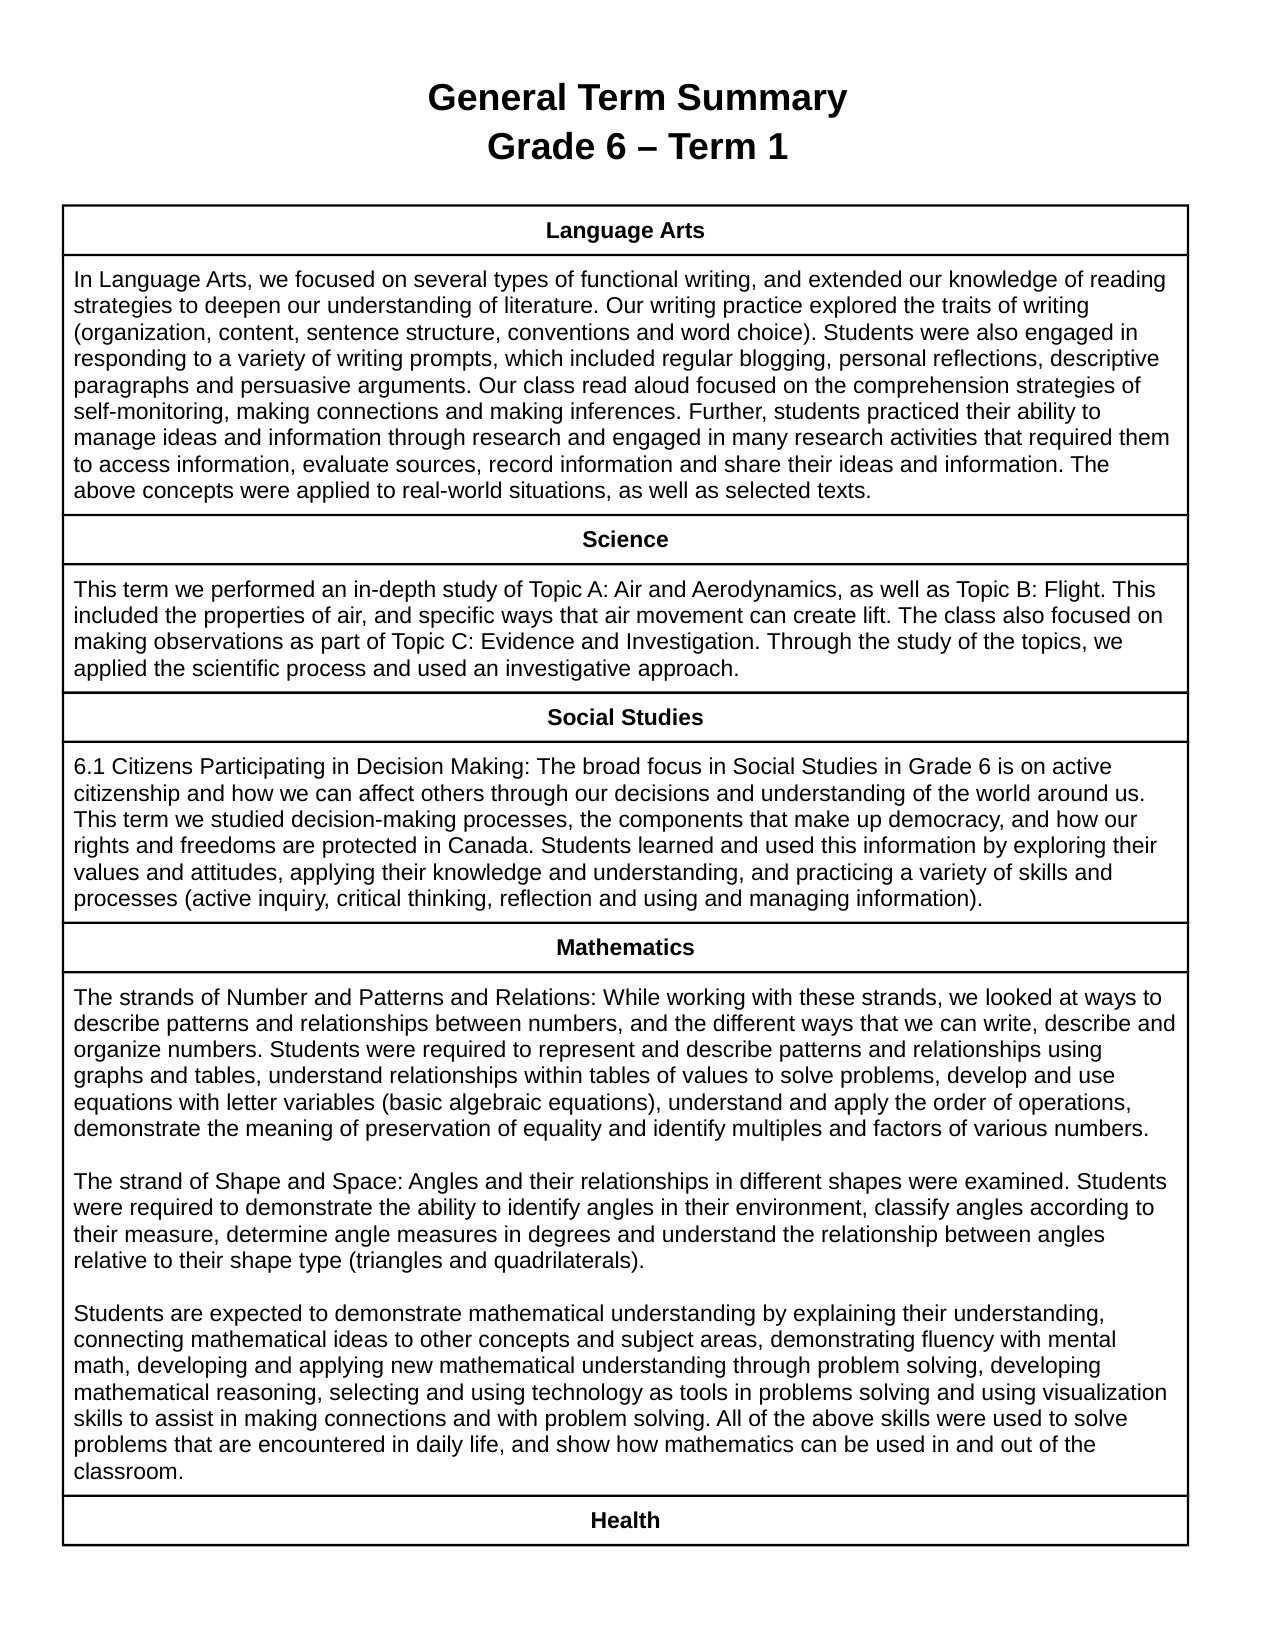 General Term Summary
Grade 6 – Term 1
Language Arts
In Language Arts, we focused on several types of functional writing, and extended our knowledge of reading
strategies to deepen our understanding of literature. Our writing practice explored the traits of writing
(organization, content, sentence structure, conventions and word choice). Students were also engaged in
responding to a variety of writing prompts, which included regular blogging, personal reflections, descriptive
paragraphs and persuasive arguments. Our class read aloud focused on the comprehension strategies of
self-monitoring, making connections and making inferences. Further, students practiced their ability to
manage ideas and information through research and engaged in many research activities that required them
to access information, evaluate sources, record information and share their ideas and information. The
above concepts were applied to real-world situations, as well as selected texts.
Science
This term we performed an in-depth study of Topic A: Air and Aerodynamics, as well as Topic B: Flight. This
included the properties of air, and specific ways that air movement can create lift. The class also focused on
making observations as part of Topic C: Evidence and Investigation. Through the study of the topics, we
applied the scientific process and used an investigative approach.
Social Studies
6.1 Citizens Participating in Decision Making: The broad focus in Social Studies in Grade 6 is on active
citizenship and how we can affect others through our decisions and understanding of the world around us.
This term we studied decision-making processes, the components that make up democracy, and how our
rights and freedoms are protected in Canada. Students learned and used this information by exploring their
values and attitudes, applying their knowledge and understanding, and practicing a variety of skills and
processes (active inquiry, critical thinking, reflection and using and managing information).
Mathematics
The strands of Number and Patterns and Relations: While working with these strands, we looked at ways to
describe patterns and relationships between numbers, and the different ways that we can write, describe and
organize numbers. Students were required to represent and describe patterns and relationships using
graphs and tables, understand relationships within tables of values to solve problems, develop and use
equations with letter variables (basic algebraic equations), understand and apply the order of operations,
demonstrate the meaning of preservation of equality and identify multiples and factors of various numbers.
The strand of Shape and Space: Angles and their relationships in different shapes were examined. Students
were required to demonstrate the ability to identify angles in their environment, classify angles according to
their measure, determine angle measures in degrees and understand the relationship between angles
relative to their shape type (triangles and quadrilaterals).
Students are expected to demonstrate mathematical understanding by explaining their understanding,
connecting mathematical ideas to other concepts and subject areas, demonstrating fluency with mental
math, developing and applying new mathematical understanding through problem solving, developing
mathematical reasoning, selecting and using technology as tools in problems solving and using visualization
skills to assist in making connections and with problem solving. All of the above skills were used to solve
problems that are encountered in daily life, and show how mathematics can be used in and out of the
classroom.
Health